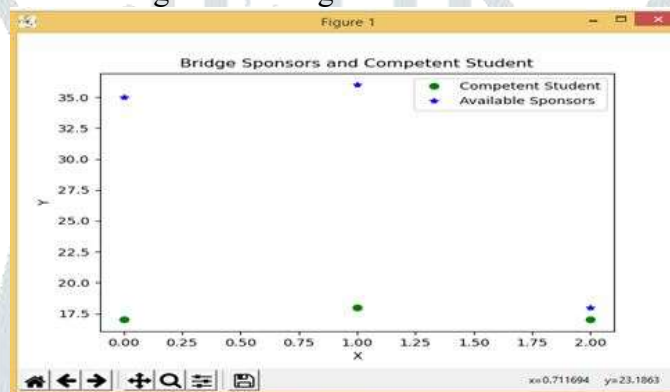 Figure 1
Bridge Sponsors and Competent Student
Competent Student
Available Sponsors
35.0
32.5
30.0
27.5
25.0
22.5
20.0
17.5
Y
0.00 0.25 0.50 0.75 1.00 1.25 1.50 1.75 2.00
X
x=0.711694 y=23.1863